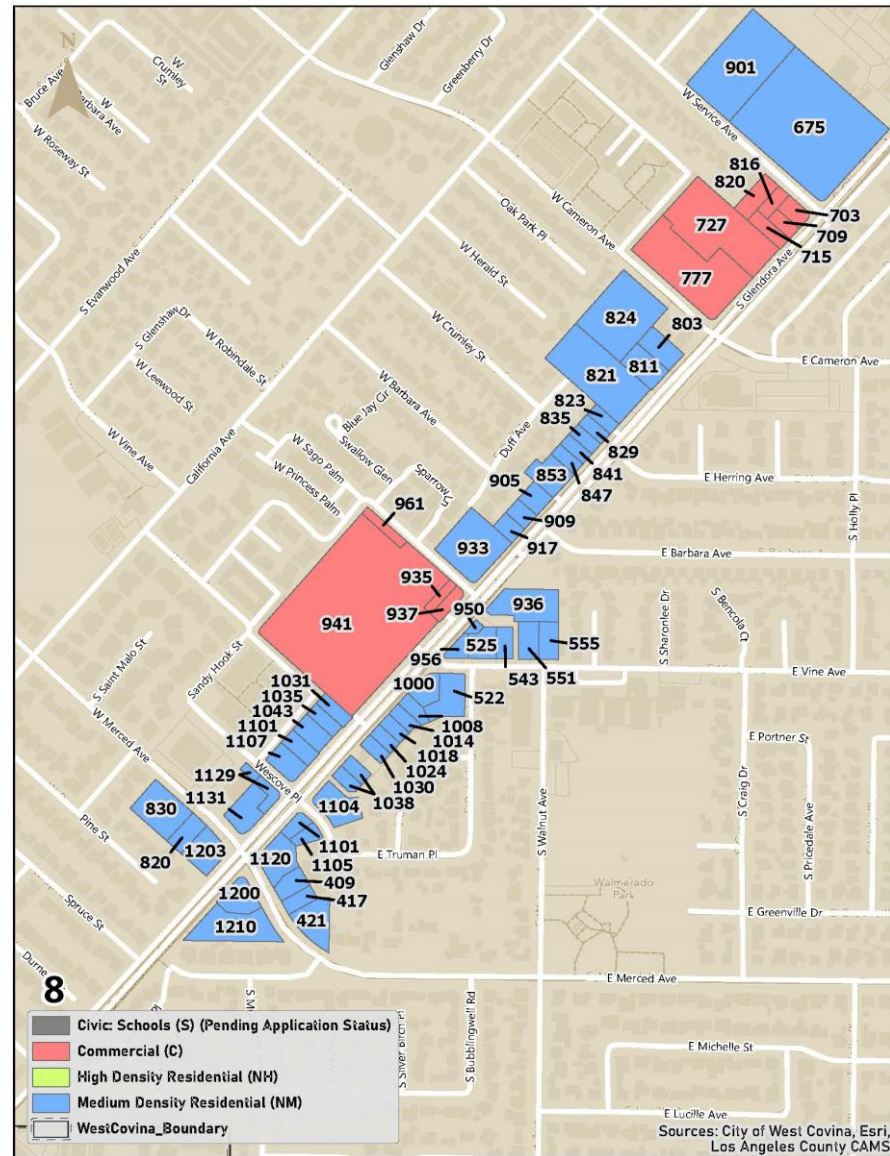 N
Bruce Ave
W Crumley St
W Barbara Ave
W Roseway St
Glenshaw Dr
Greenberry Dr
W Service Ave
901
675
816
820
703
709
715
727
777
S Glendora Ave
W Cameron Ave
Oak Park Pl
W Herald St
W Crumley St
S Evanwood Ave
824
803
821
811
E Cameron Ave
S Glenshaw Dr
W Robindale St
W Leewood St
W Barbara Ave
Blue Jay Cir
Swallow Glen
Duff Ave
823
835
829
841
847
853
905
909
917
E Herring Ave
S Holly Pl
W Vine Ave
California Ave
W Sago Palm
W Princess Palm
Sparrow Ln
961
933
E Barbara Ave
935
937
941
950
936
525
956
543
551
555
S Sharonlee Dr
S Bencola Ct
E Vine Ave
Sandy Hook St
S Saint Malo St
W Merced Ave
1031
1035
1043
1101
1107
1000
522
1008
1014
1018
1024
1030
1038
E Portner St
S Craig Dr
S Pricedale Ave
S Walnut Ave
1129
1131
Wescove Pl
830
820
1203
Pine St
1104
1101
1105
E Truman Pl
1120
409
417
421
1200
1210
Spruce St
Durne
Walmerado
Park
E Greenville Dr
E Merced Ave
S Silver Birch Pl
S Bubblingwell Rd
E Michelle St
E Lucille Ave
8
Civic: Schools (S) (Pending Application Status)
Commercial (C)
High Density Residential (NH)
Medium Density Residential (NM)
WestCovina_Boundary
Sources: City of West Covina, Esri,
Los Angeles County CAMS